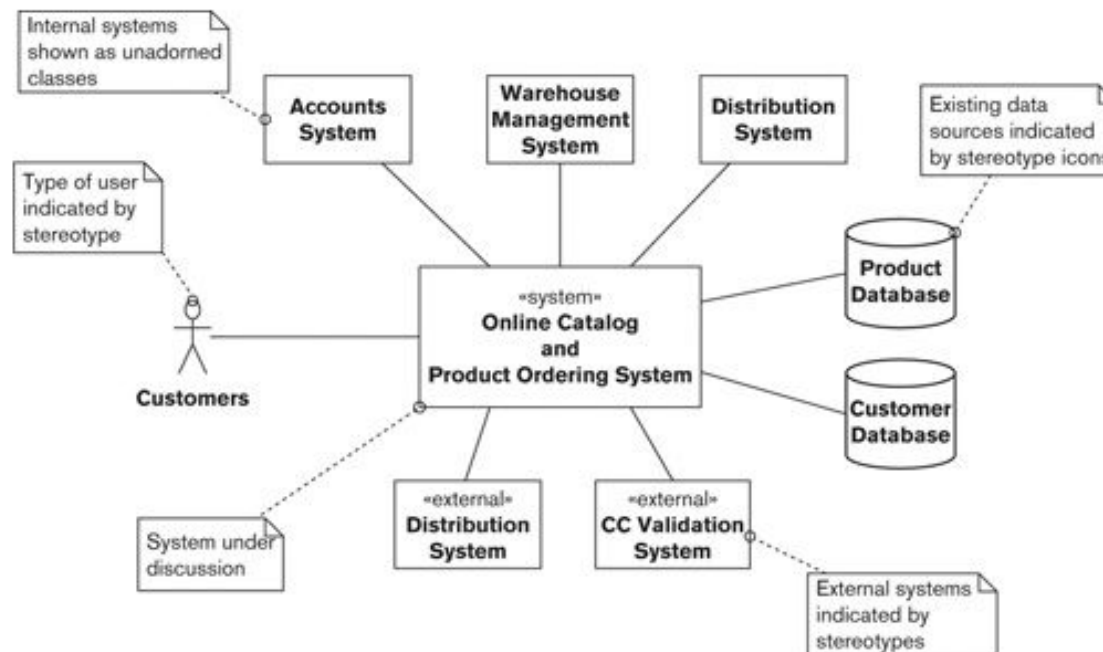 Internal systems
shown as unadorned
classes
Accounts
System
Warehouse
Management
System
Distribution
System
Existing data
sources indicated
by stereotype icons
Type of user
indicated by
stereotype
Product
Database
«system»
Online Catalog
and
Product Ordering System
Customers
Customer
Database
«external»
Distribution
System
«external»
CC Validation
System
System under
discussion
External systems
indicated by
stereotypes